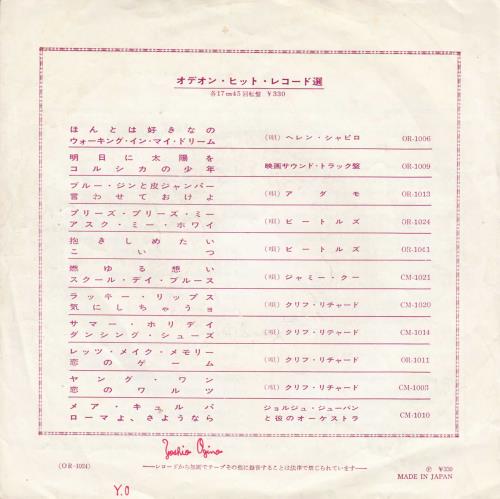 オデオン・ヒット・レコード選
各17㎝45回転盤 ¥330
ほんとは好きなの
ウォーキング・イン・マイ・ドリーム (唄) ヘレン・シャピロ OR-1006
明日に太陽を
コルシカの少年 映画サウンド・トラック盤 OR-1009
ブルー・ジンと皮ジャンパー
言わせておけよ (唄) アダモ OR-1013
プリーズ・プリーズ・ミー
アスク・ミー・ホワイ (唄) ビートルズ OR-1024
抱きしめたい
こいつ (唄) ビートルズ OR-1041
燃ゆる想い
スクール・デイ・ブルース (唄) ジャミー・クー CM-1021
ラッキー・リップス
気にしちゃうョ (唄) クリフ・リチャード CM-1020
サマー・ホリデイ
ダンシング・シューズ (唄) クリフ・リチャード CM-1014
レッツ・メイク・メモリー
恋のゲーム (唄) クリフ・リチャード OR-1011
ヤング・ワン
恋のワルツ (唄) クリフ・リチャード CM-1003
メア・キュルパ
ローマよ、さようなら ジョルジュ・ジューバンと彼のオーケストラ CM-1010
Yoshio Ogino
(OR-1024)
レコードから無断でテープその他に録音することは法律で禁じられています
Ⓟ ¥330
MADE IN JAPAN
Y.O